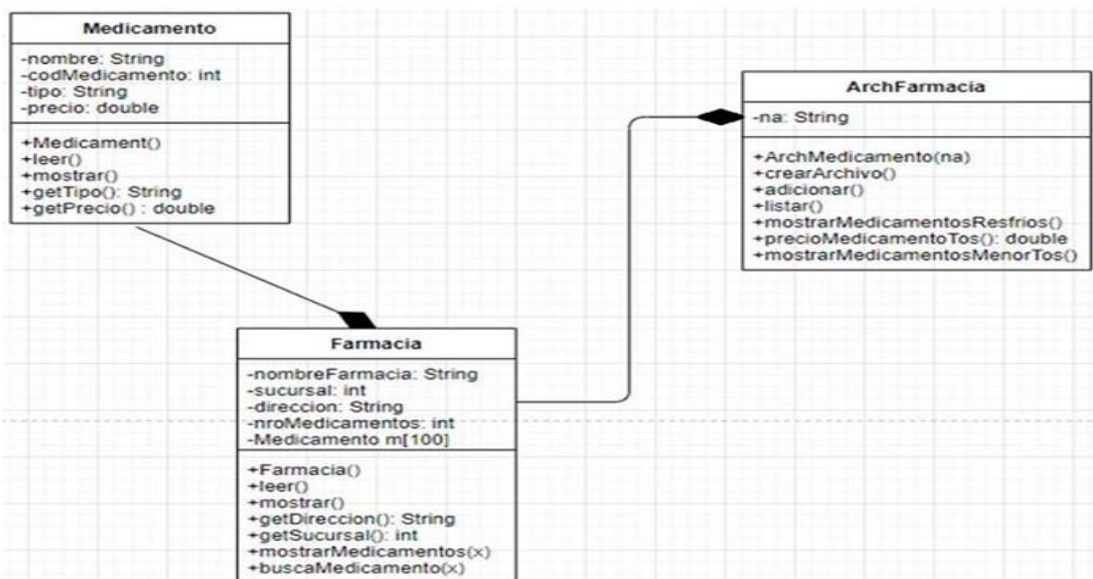 Medicamento
-nombre: String
-codMedicamento: int
-tipo: String
-precio: double
+Medicament()
+leer()
+mostrar()
+getTipo(): String
+getPrecio() : double
ArchFarmacia
-na: String
+ArchMedicamento(na)
+crearArchivo()
+adicionar()
+listar()
+mostrarMedicamentosResfrios()
+precioMedicamentoTos(): double
+mostrarMedicamentosMenorTos()
Farmacia
-nombreFarmacia: String
-sucursal: int
-direccion: String
-nroMedicamentos: int
-Medicamento m[100]
+Farmacia()
+leer()
+mostrar()
+getDireccion(): String
+getSucursal(): int
+mostrarMedicamentos(x)
+buscaMedicamento(x)